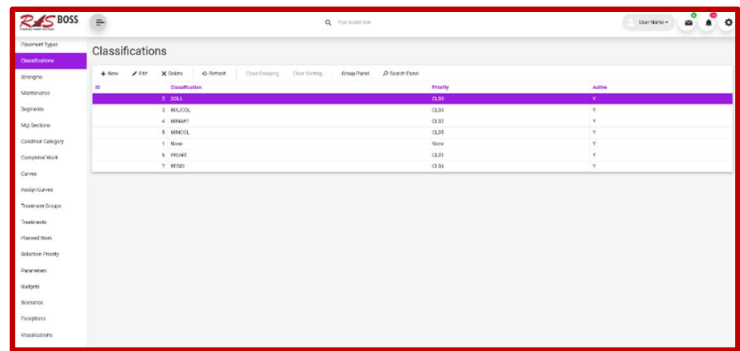 RAS BOSS
Type to search
User Name
Pavement Types
Classifications
Strengths
Maintenance
Segments
Mgt Sections
Condition Category
Completed Work
Curves
Assign Curves
Treatment Groups
Treatments
Planned Work
Selection Priority
Parameters
Budgets
Scenarios
Exceptions
Visualizations
Classifications
New Edit Delete Refresh Clear Grouping Clear Sorting Group Panel Search Panel
ID Classification Priority Active
2 COLL CL03 Y
3 MAJCOL CL04 Y
4 MINART CL02 Y
5 MINCOL CL05 Y
1 None None Y
6 PRIART CL01 Y
7 RESID CL06 Y